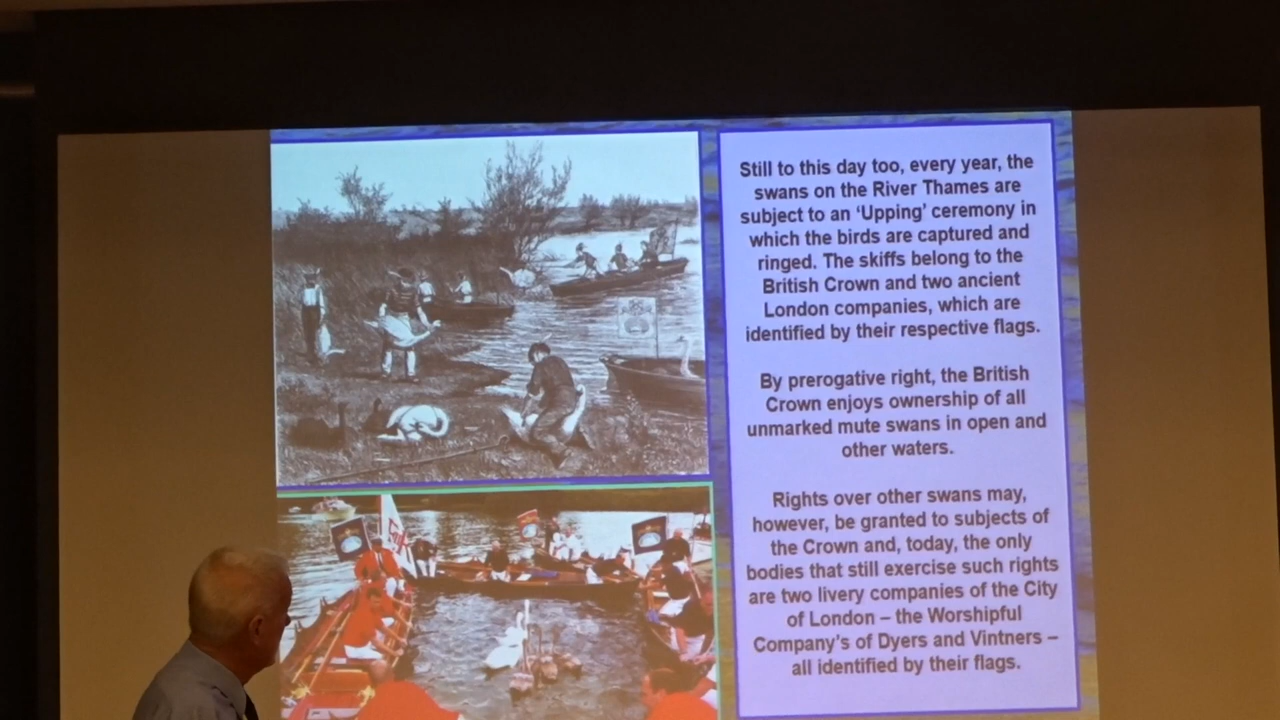 Still to this day too, every year, the
swans on the River Thames are
subject to an ‘Upping’ ceremony in
which the birds are captured and
ringed. The skiffs belong to the
British Crown and two ancient
London companies, which are
identified by their respective flags.
By prerogative right, the British
Crown enjoys ownership of all
unmarked mute swans in open and
other waters.
Rights over other swans may,
however, be granted to subjects of
the Crown and, today, the only
bodies that still exercise such rights
are two livery companies of the City
of London – the Worshipful
Company’s of Dyers and Vintners –
all identified by their flags.